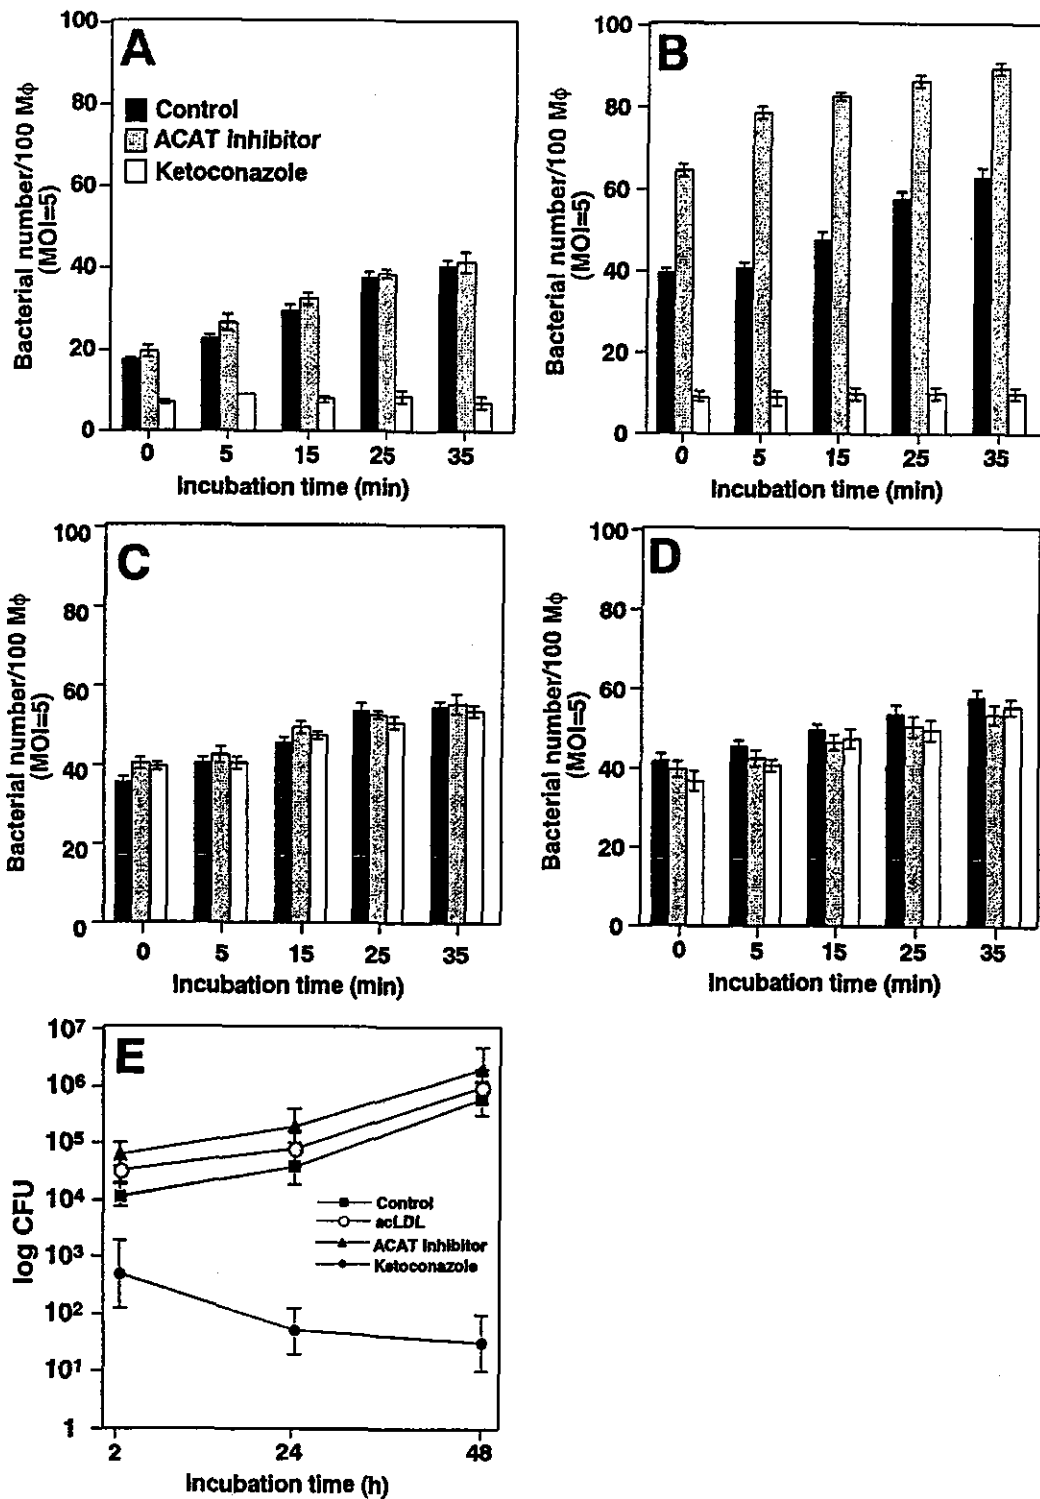 A
Control
ACAT Inhibitor
Ketoconazole
Bacterial number/100 Mϕ
(MOI=5)
100
80
60
40
20
0
0 5 15 25 35
Incubation time (min)
B
Bacterial number/100 Mϕ
(MOI=5)
100
80
60
40
20
0
0 5 15 25 35
Incubation time (min)
C
Bacterial number/100 Mϕ
(MOI=5)
100
80
60
40
20
0
0 5 15 25 35
Incubation time (min)
D
Bacterial number/100 Mϕ
(MOI=5)
100
80
60
40
20
0
0 5 15 25 35
Incubation time (min)
E
log CFU
10⁷
10⁶
10⁵
10⁴
10³
10²
10¹
1
Control
acLDL
ACAT Inhibitor
Ketoconazole
2 24 48
Incubation time (h)